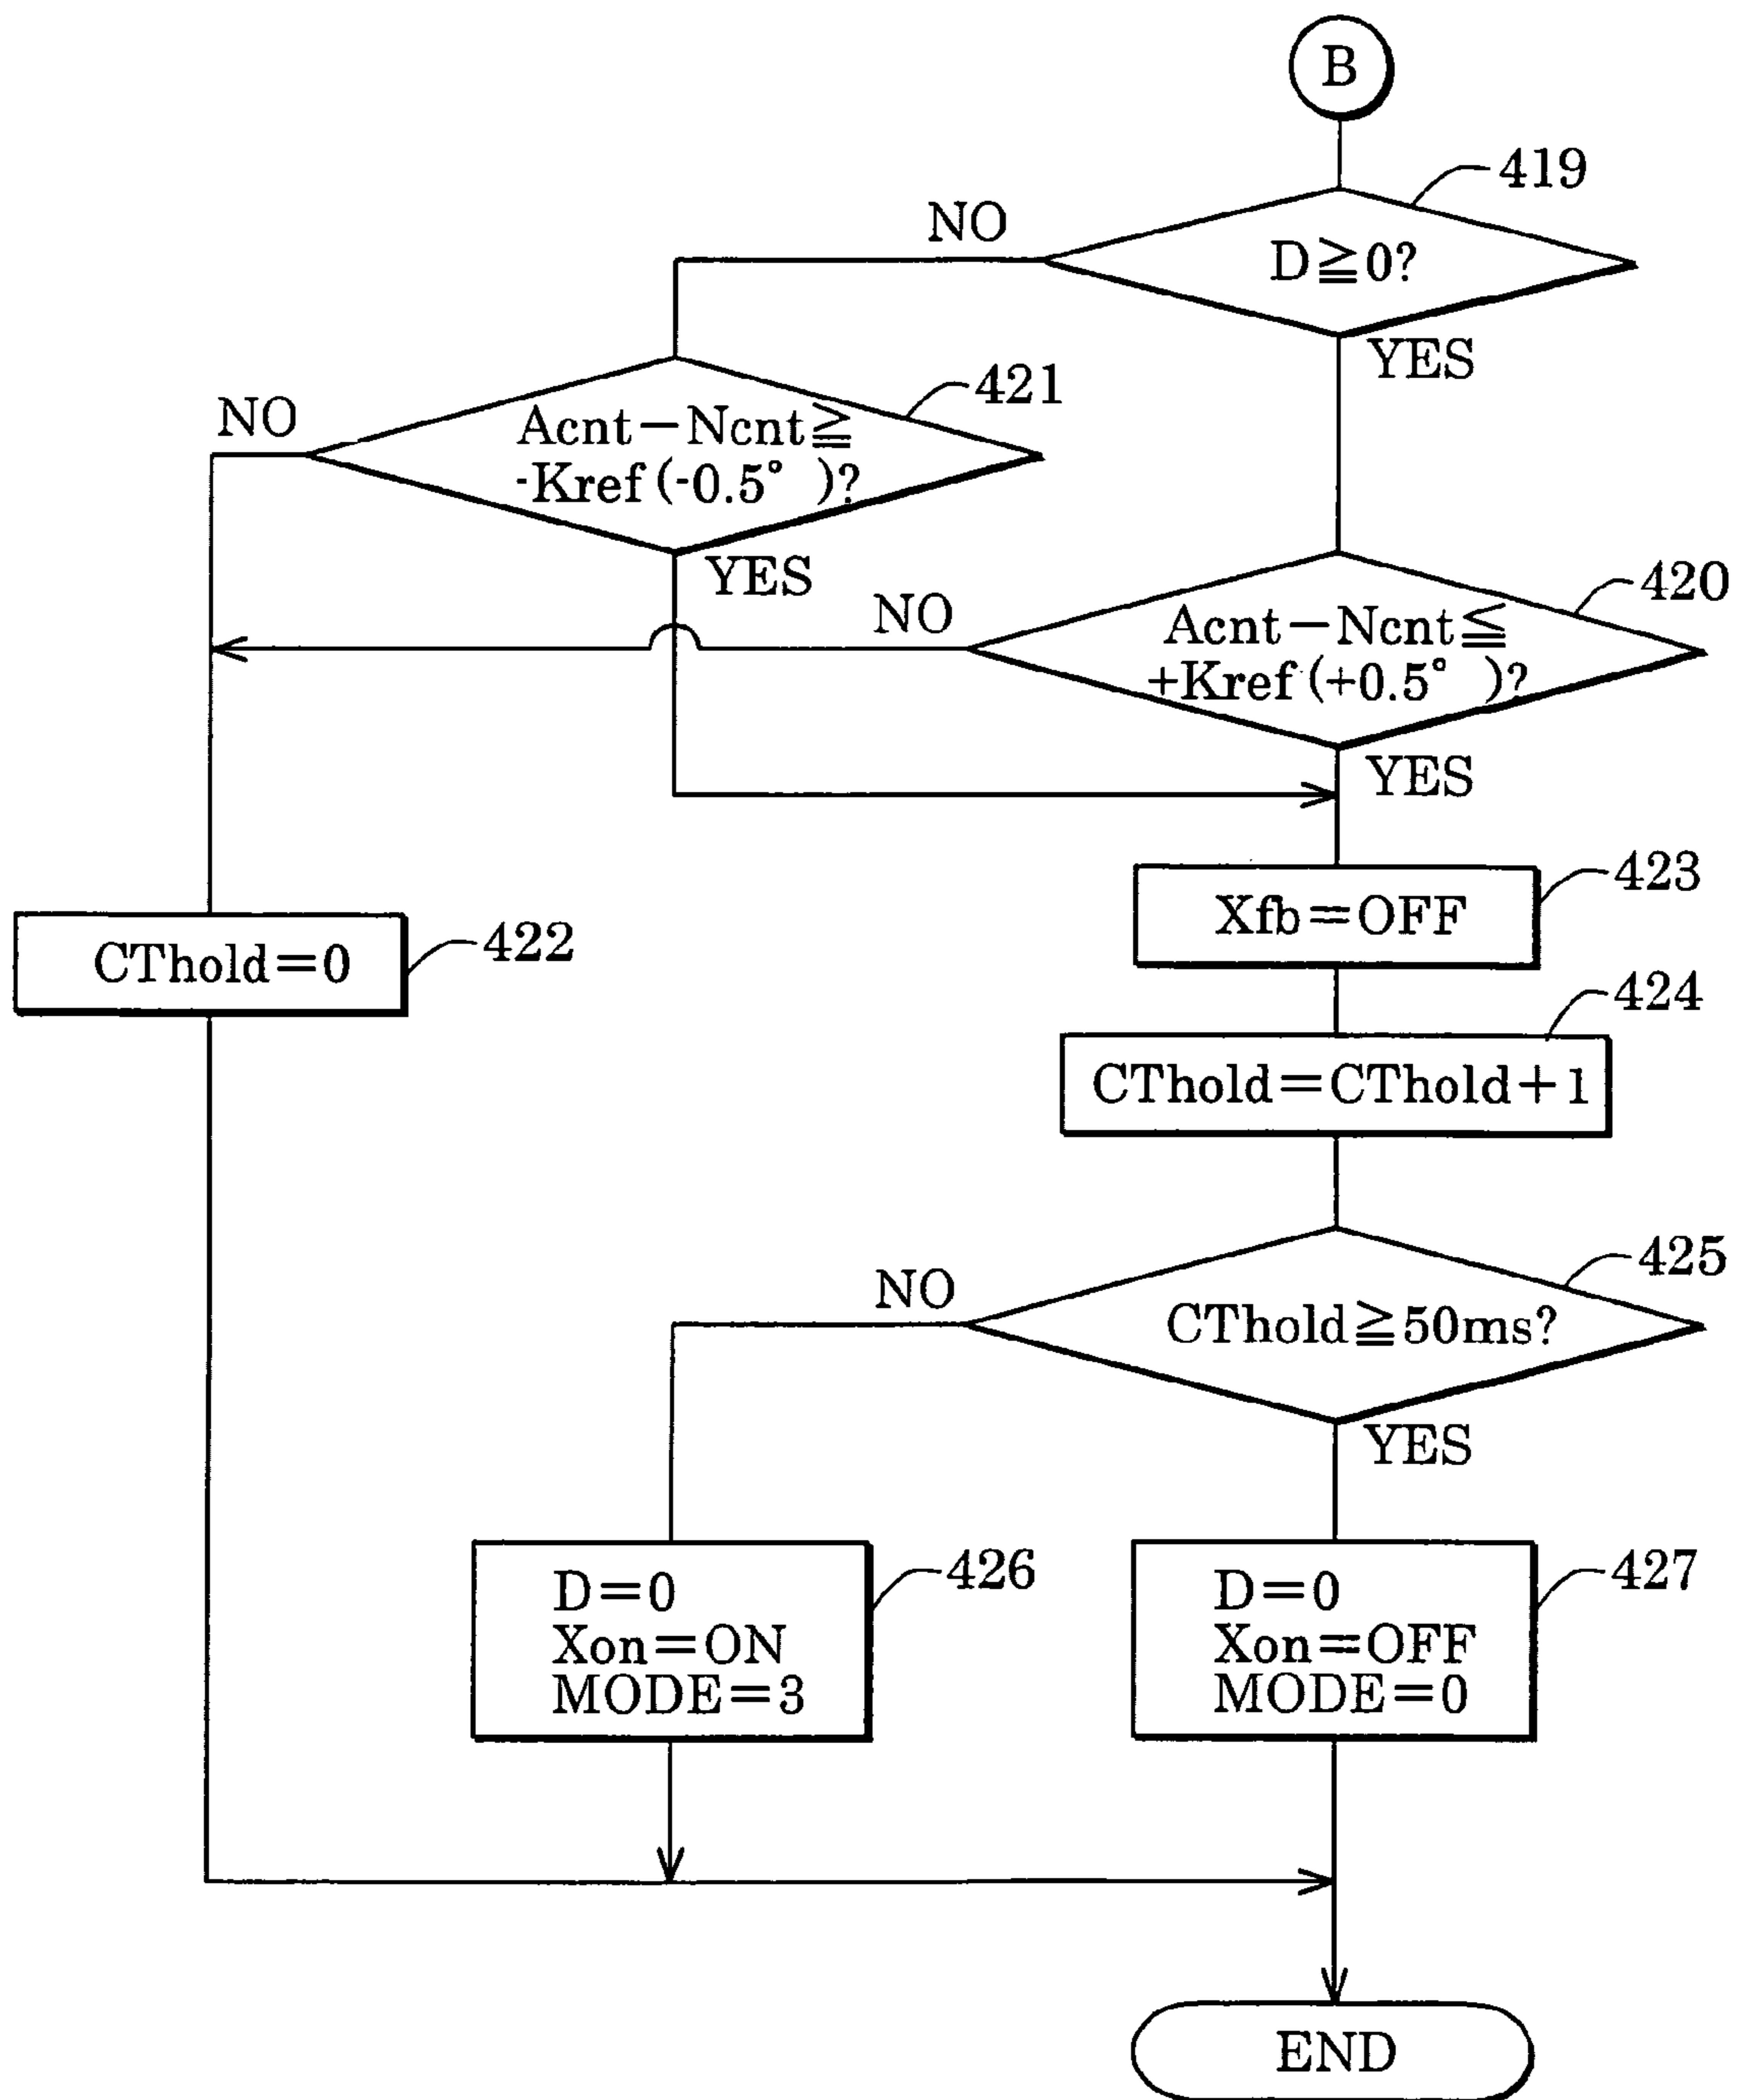 B
419
NO
D≧0?
YES
421
NO
Acnt－Ncnt≧
-Kref (-0.5° )?
YES
420
NO
Acnt－Ncnt≦
+Kref (+0.5° )?
YES
423
Xfb＝OFF
422
CThold＝0
424
CThold＝CThold＋1
425
NO
CThold≧50ms?
YES
426
D＝0
Xon＝ON
MODE＝3
427
D＝0
Xon＝OFF
MODE＝0
END